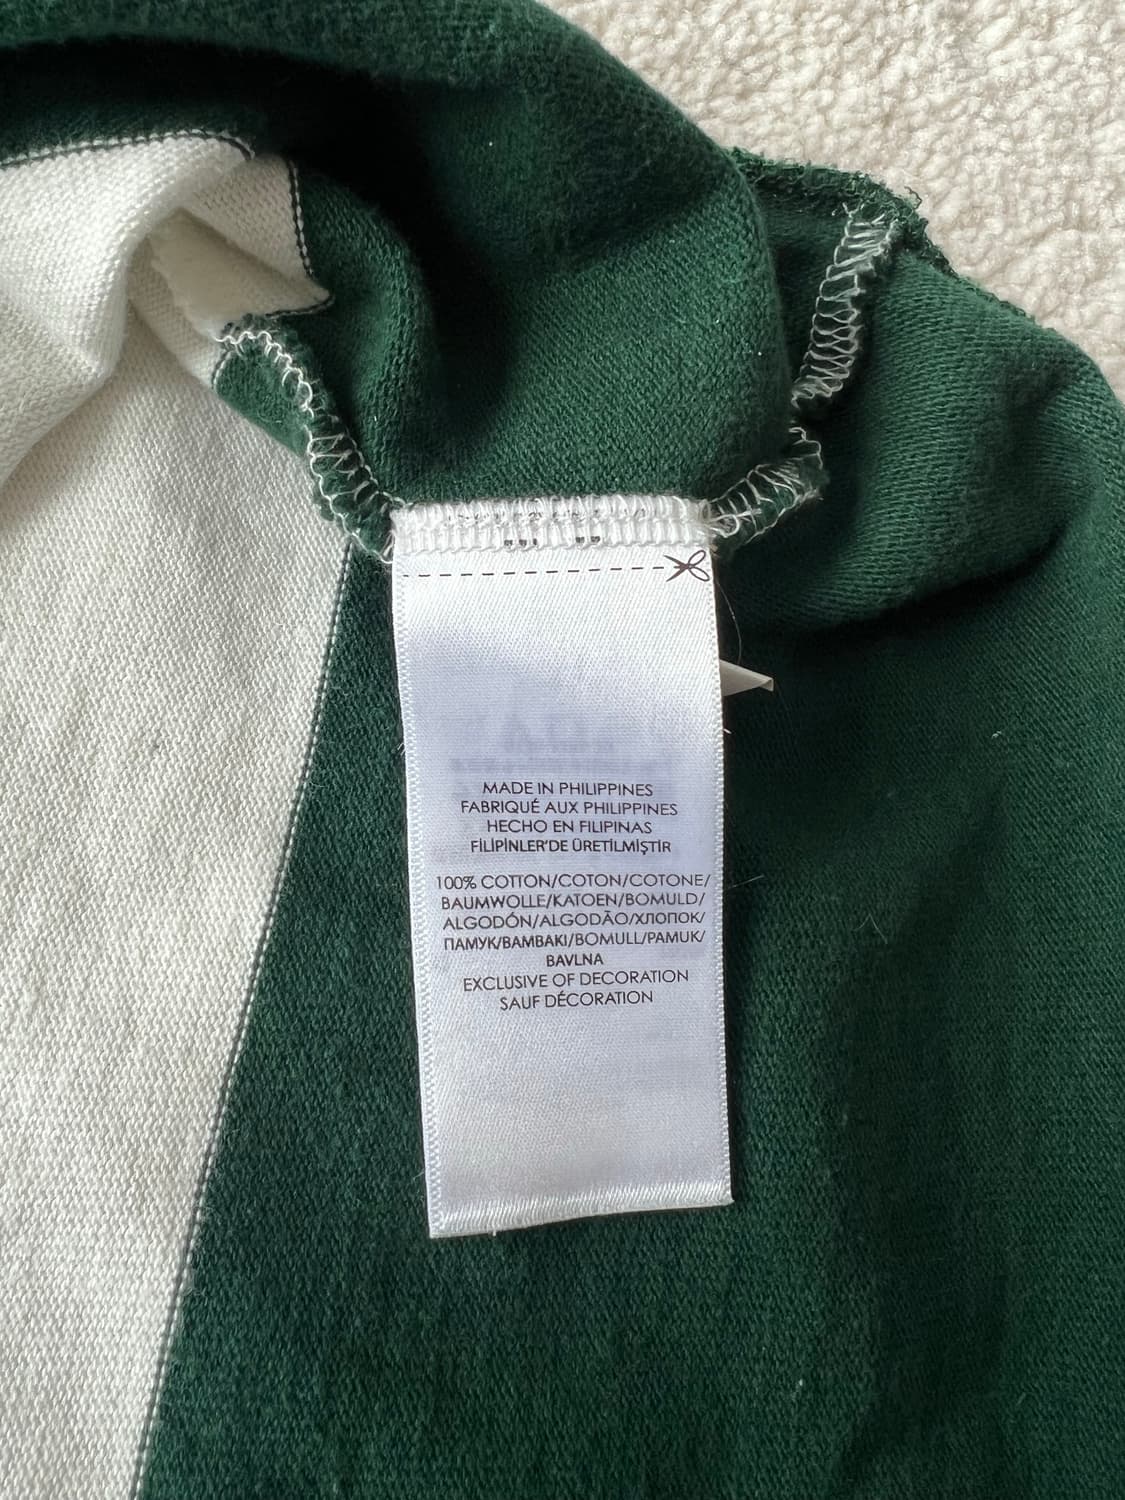 MADE IN PHILIPPINES
FABRIQUÉ AUX PHILIPPINES
HECHO EN FILIPINAS
FİLİPİNLER'DE ÜRETİLMİŞTİR
100% COTTON/COTON/COTONE/
BAUMWOLLE/KATOEN/BOMULD/
ALGODÓN/ALGODÃO/ХЛОПОК/
ПАМУК/ΒΑΜΒΑΚΙ/BOMULL/PAMUK/
BAVLNA
EXCLUSIVE OF DECORATION
SAUF DÉCORATION